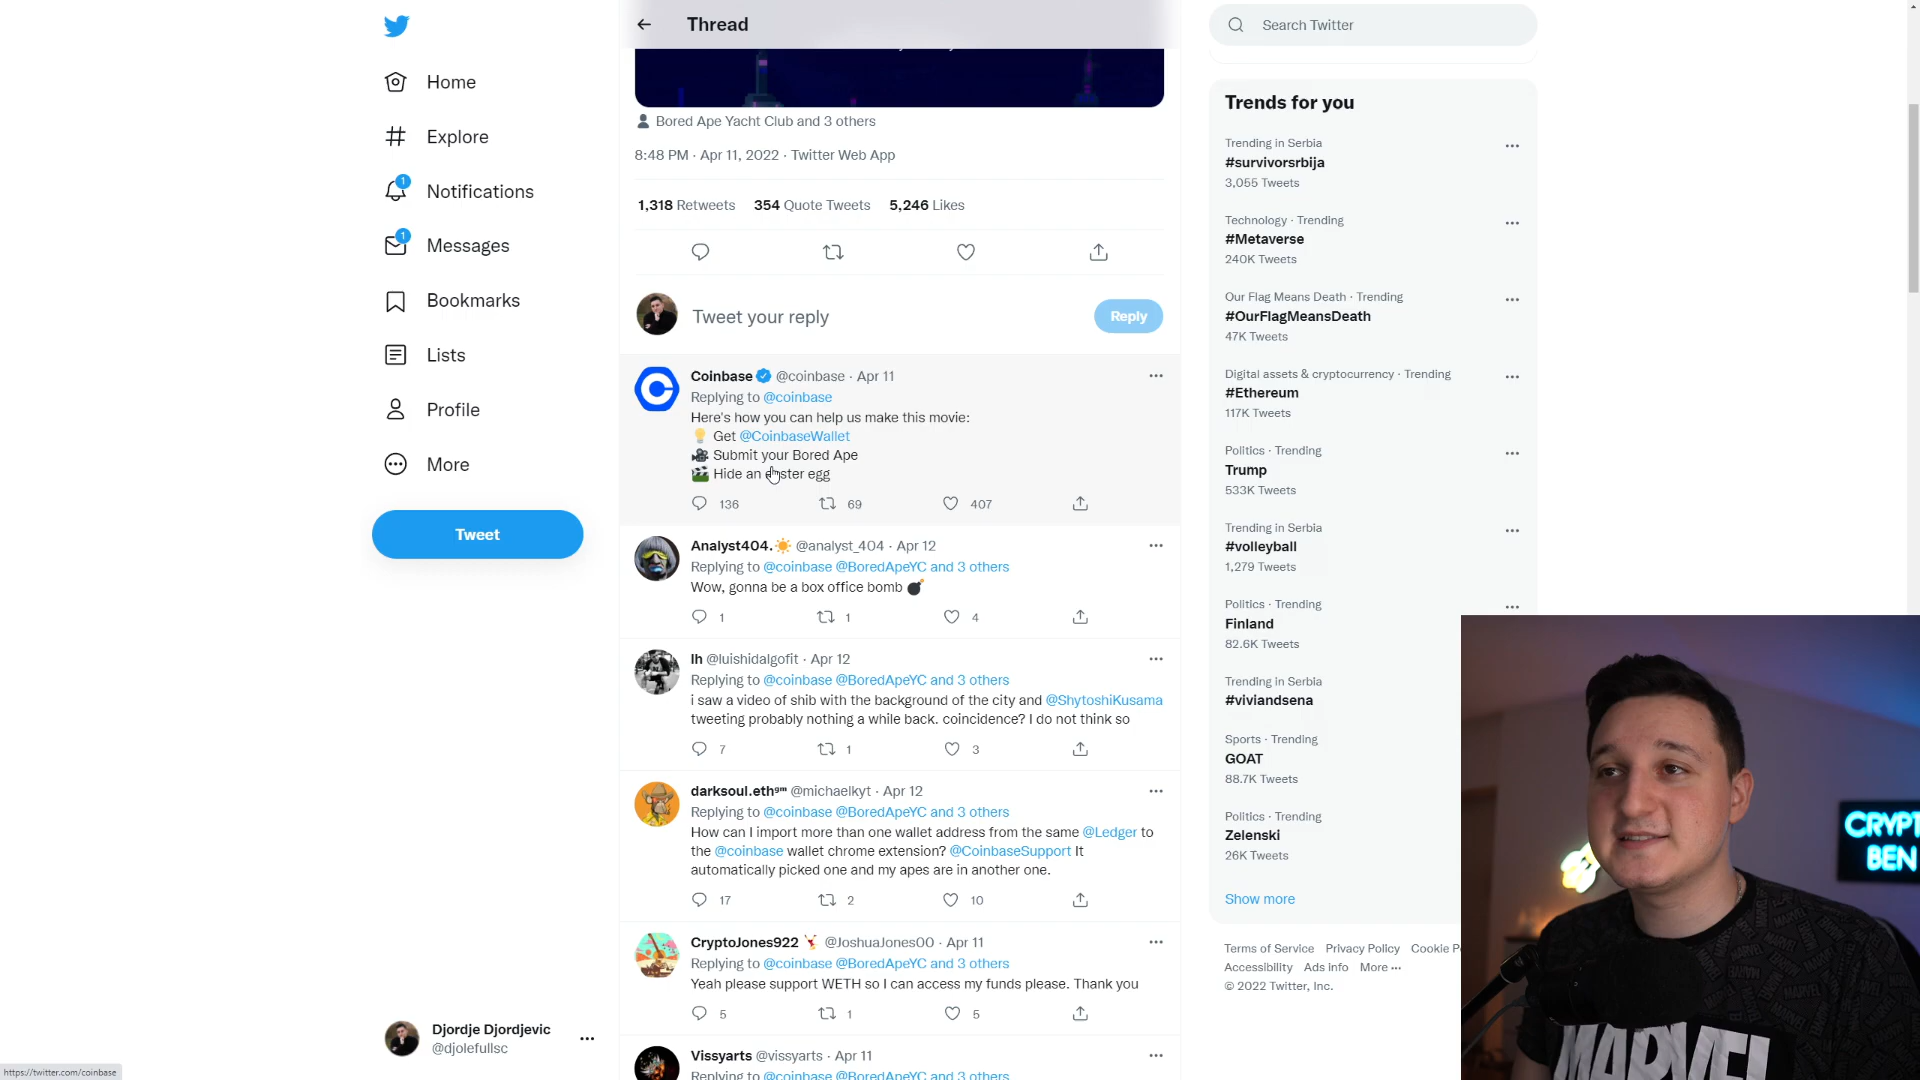 Thread
Search Twitter
Home
Explore
1
Notifications
1
Messages
Bookmarks
Lists
Profile
More
Tweet
Djordje Djordjevic
@djolefullsc
https://twitter.com/coinbase
Bored Ape Yacht Club and 3 others
8:48 PM · Apr 11, 2022 · Twitter Web App
1,318 Retweets 354 Quote Tweets 5,246 Likes
Tweet your reply
Reply
Coinbase @coinbase · Apr 11
Replying to @coinbase
Here's how you can help us make this movie:
Get @CoinbaseWallet
Submit your Bored Ape
Hide an easter egg
136 69 407
Analyst404. @analyst_404 · Apr 12
Replying to @coinbase @BoredApeYC and 3 others
Wow, gonna be a box office bomb
1 1 4
lh @luishidalgofit · Apr 12
Replying to @coinbase @BoredApeYC and 3 others
i saw a video of shib with the background of the city and @ShytoshiKusama
tweeting probably nothing a while back. coincidence? I do not think so
7 1 3
darksoul.ethᵍᵐ @michaelkyt · Apr 12
Replying to @coinbase @BoredApeYC and 3 others
How can I import more than one wallet address from the same @Ledger to
the @coinbase wallet chrome extension? @CoinbaseSupport It
automatically picked one and my apes are in another one.
17 2 10
CryptoJones922 @JoshuaJones00 · Apr 11
Replying to @coinbase @BoredApeYC and 3 others
Yeah please support WETH so I can access my funds please. Thank you
5 1 5
Vissyarts @vissyarts · Apr 11
Replying to @coinbase @BoredApeYC and 3 others
Trends for you
Trending in Serbia
#survivorsrbija
3,055 Tweets
Technology · Trending
#Metaverse
240K Tweets
Our Flag Means Death · Trending
#OurFlagMeansDeath
47K Tweets
Digital assets & cryptocurrency · Trending
#Ethereum
117K Tweets
Politics · Trending
Trump
533K Tweets
Trending in Serbia
#volleyball
1,279 Tweets
Politics · Trending
Finland
82.6K Tweets
Trending in Serbia
#viviandsena
Sports · Trending
GOAT
88.7K Tweets
Politics · Trending
Zelenski
26K Tweets
Show more
Terms of Service Privacy Policy Cookie P
Accessibility Ads info More
© 2022 Twitter, Inc.
CRYPT
BEN
MARVEL